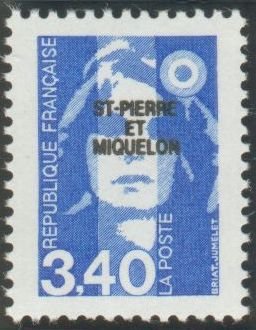 ST-PIERRE
ET
MIQUELON
REPUBLIQUE FRANÇAISE
3,40
LA POSTE
BRIAT.JUMELET